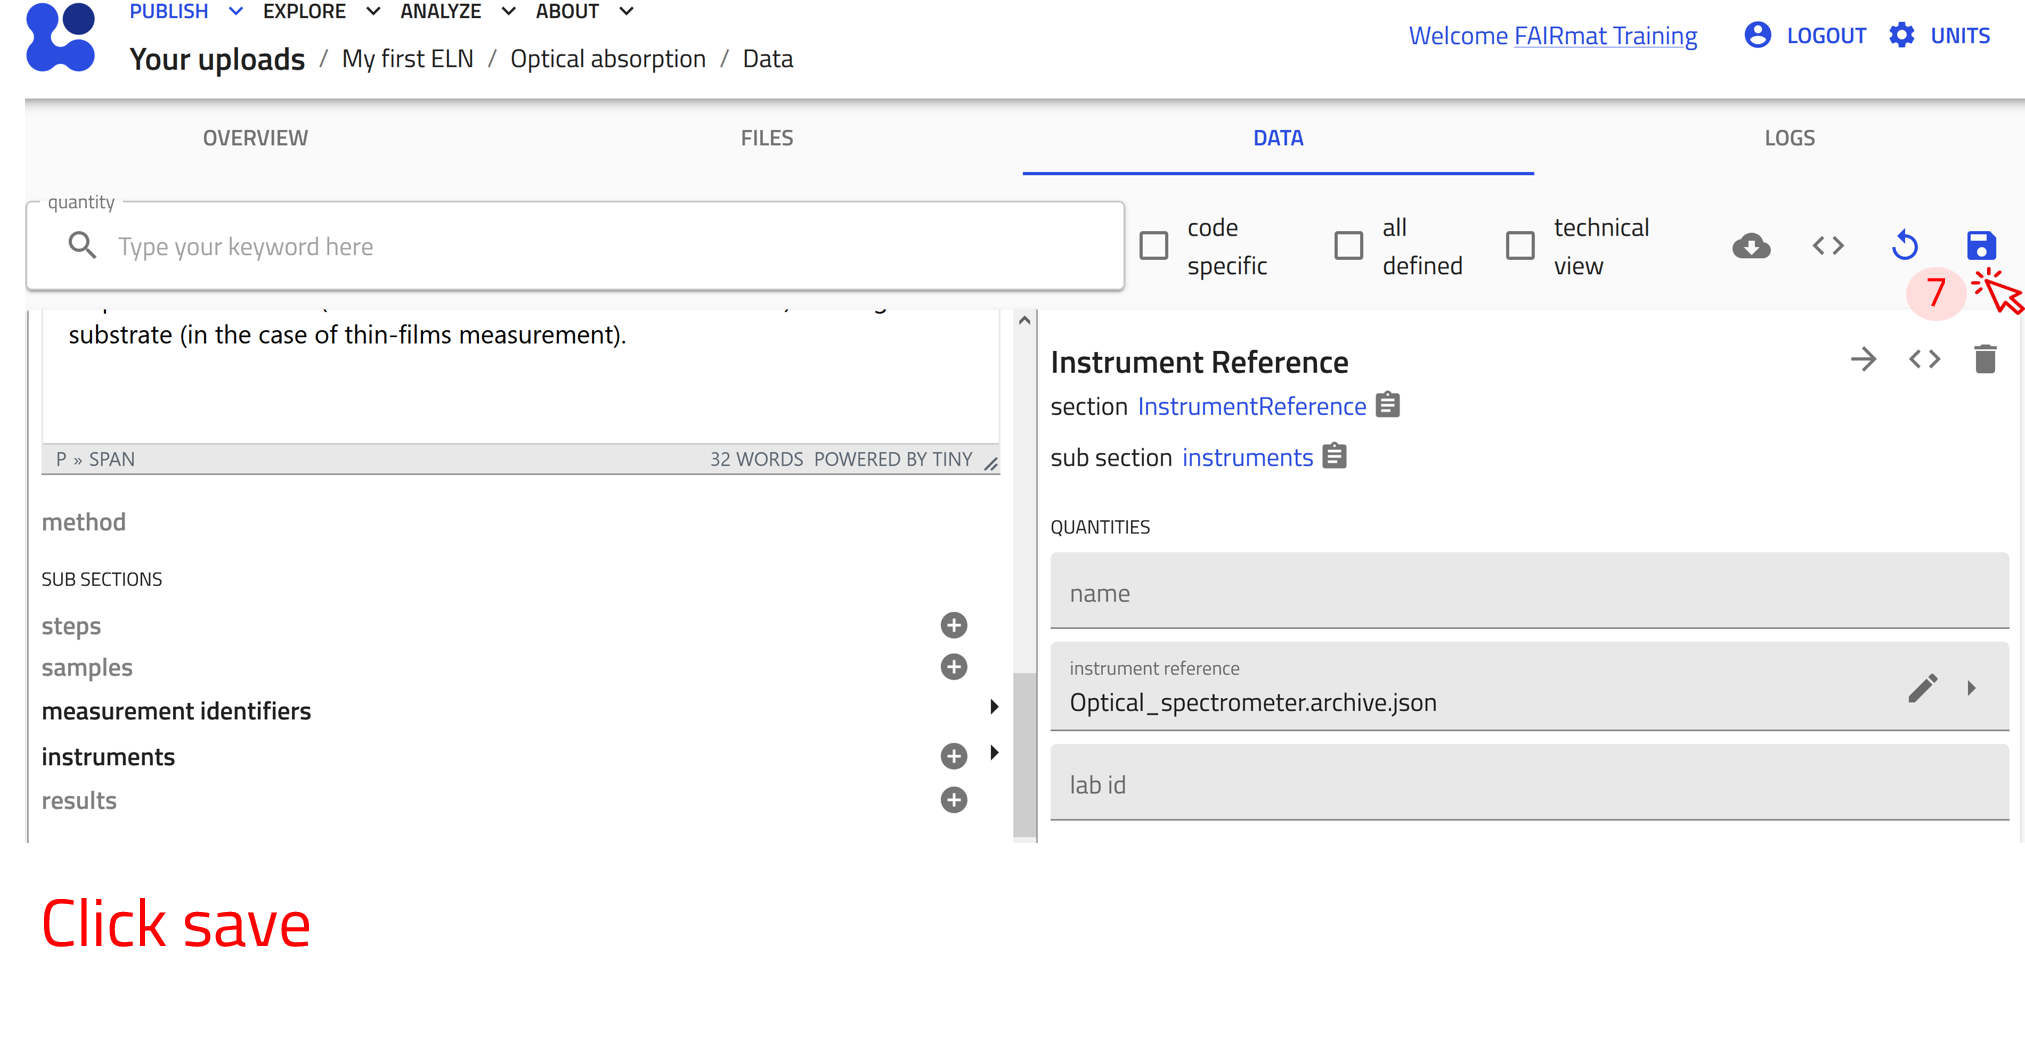 PUBLISH EXPLORE ANALYZE ABOUT
Your uploads / My first ELN / Optical absorption / Data
Welcome FAIRmat Training LOGOUT UNITS
OVERVIEW FILES DATA LOGS
quantity
Type your keyword here
code specific
all defined
technical view
7
substrate (in the case of thin-films measurement).
P » SPAN 32 WORDS POWERED BY TINY
method
SUB SECTIONS
steps
samples
measurement identifiers
instruments
results
Instrument Reference
section InstrumentReference
sub section instruments
QUANTITIES
name
instrument reference
Optical_spectrometer.archive.json
lab id
Click save